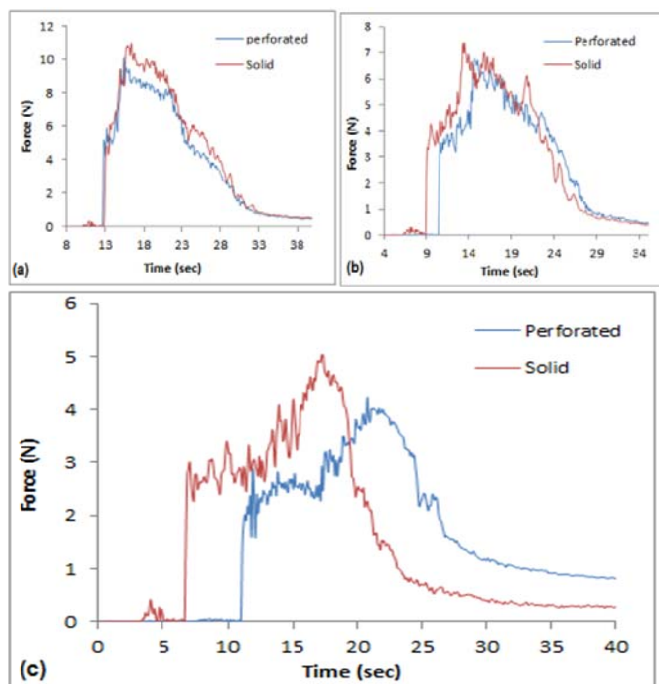 12
10
8
6
4
2
0
Force (N)
perforated
Solid
8 13 18 23 28 33 38
Time (sec)
(a)
8
7
6
5
4
3
2
1
0
Force (N)
Perforated
Solid
4 9 14 19 24 29 34
Time (sec)
(b)
6
5
4
3
2
1
0
Force (N)
Perforated
Solid
0 5 10 15 20 25 30 35 40
Time (sec)
(c)